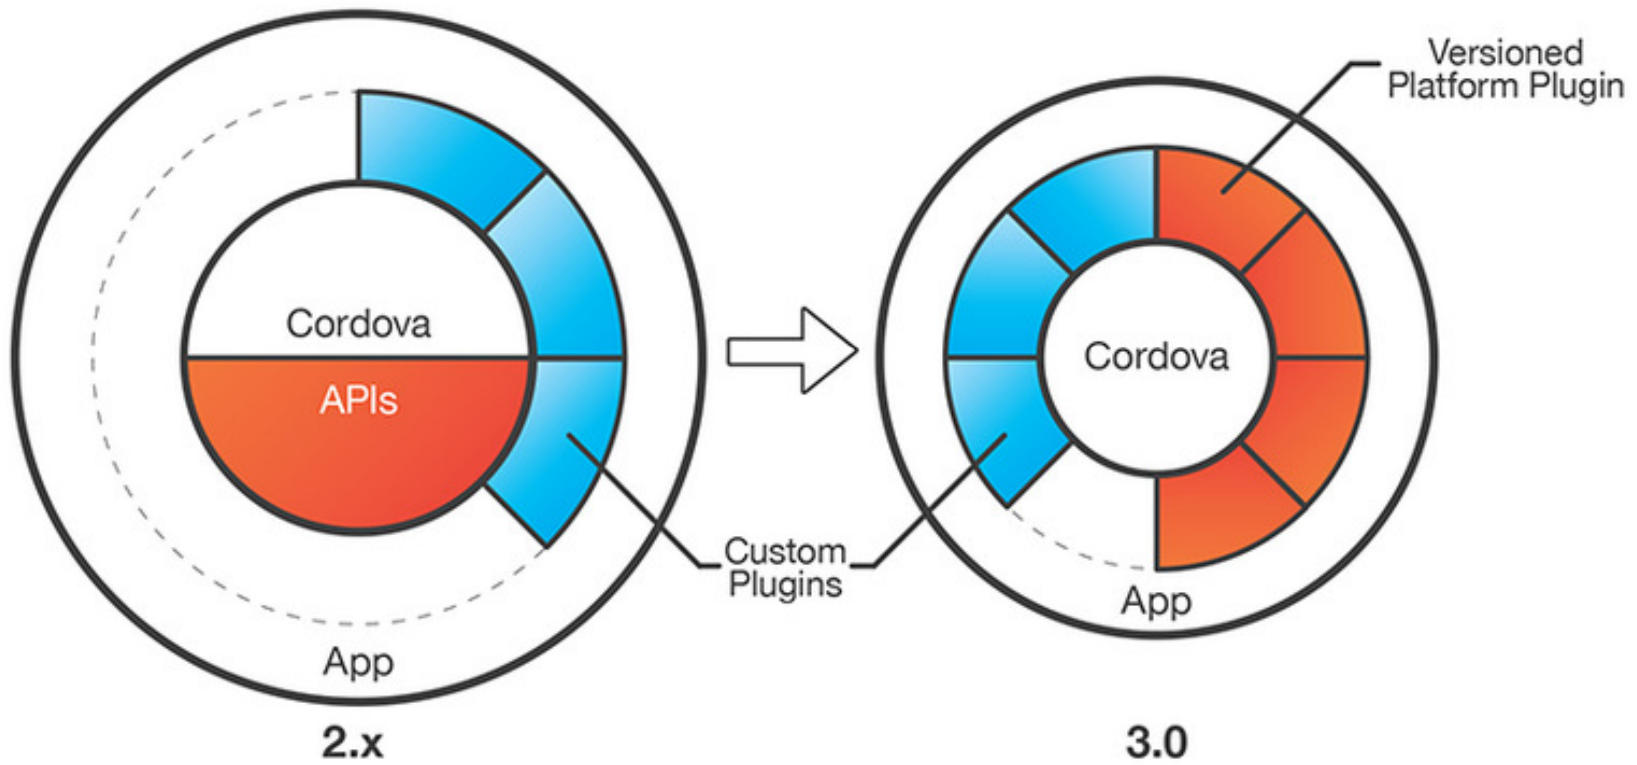 Versioned
Platform Plugin
Cordova
APIs
Cordova
Custom
Plugins
App
App
2.x
3.0